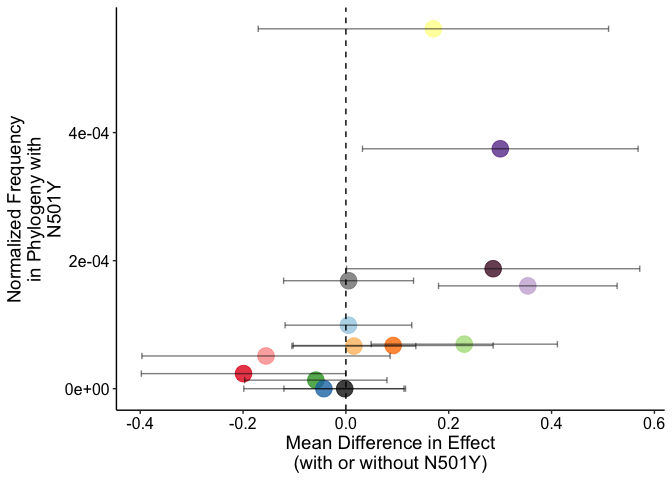 Normalized Frequency
in Phylogeny with
N501Y
4e-04
2e-04
0e+00
-0.4
-0.2
0.0
0.2
0.4
0.6
Mean Difference in Effect
(with or without N501Y)